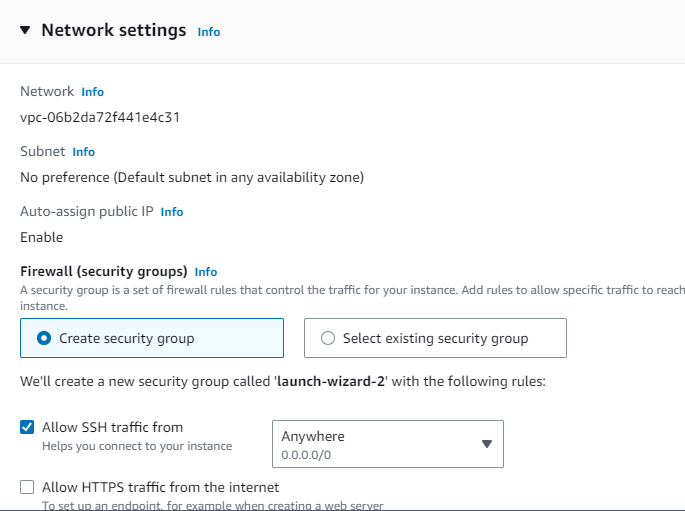 Network settings Info
Network Info
vpc-06b2da72f441e4c31
Subnet Info
No preference (Default subnet in any availability zone)
Auto-assign public IP Info
Enable
Firewall (security groups) Info
A security group is a set of firewall rules that control the traffic for your instance. Add rules to allow specific traffic to reach
instance.
Create security group
Select existing security group
We'll create a new security group called 'launch-wizard-2' with the following rules:
Allow SSH traffic from
Helps you connect to your instance
Anywhere
0.0.0.0/0
Allow HTTPS traffic from the internet
To set up an endpoint, for example when creating a web server